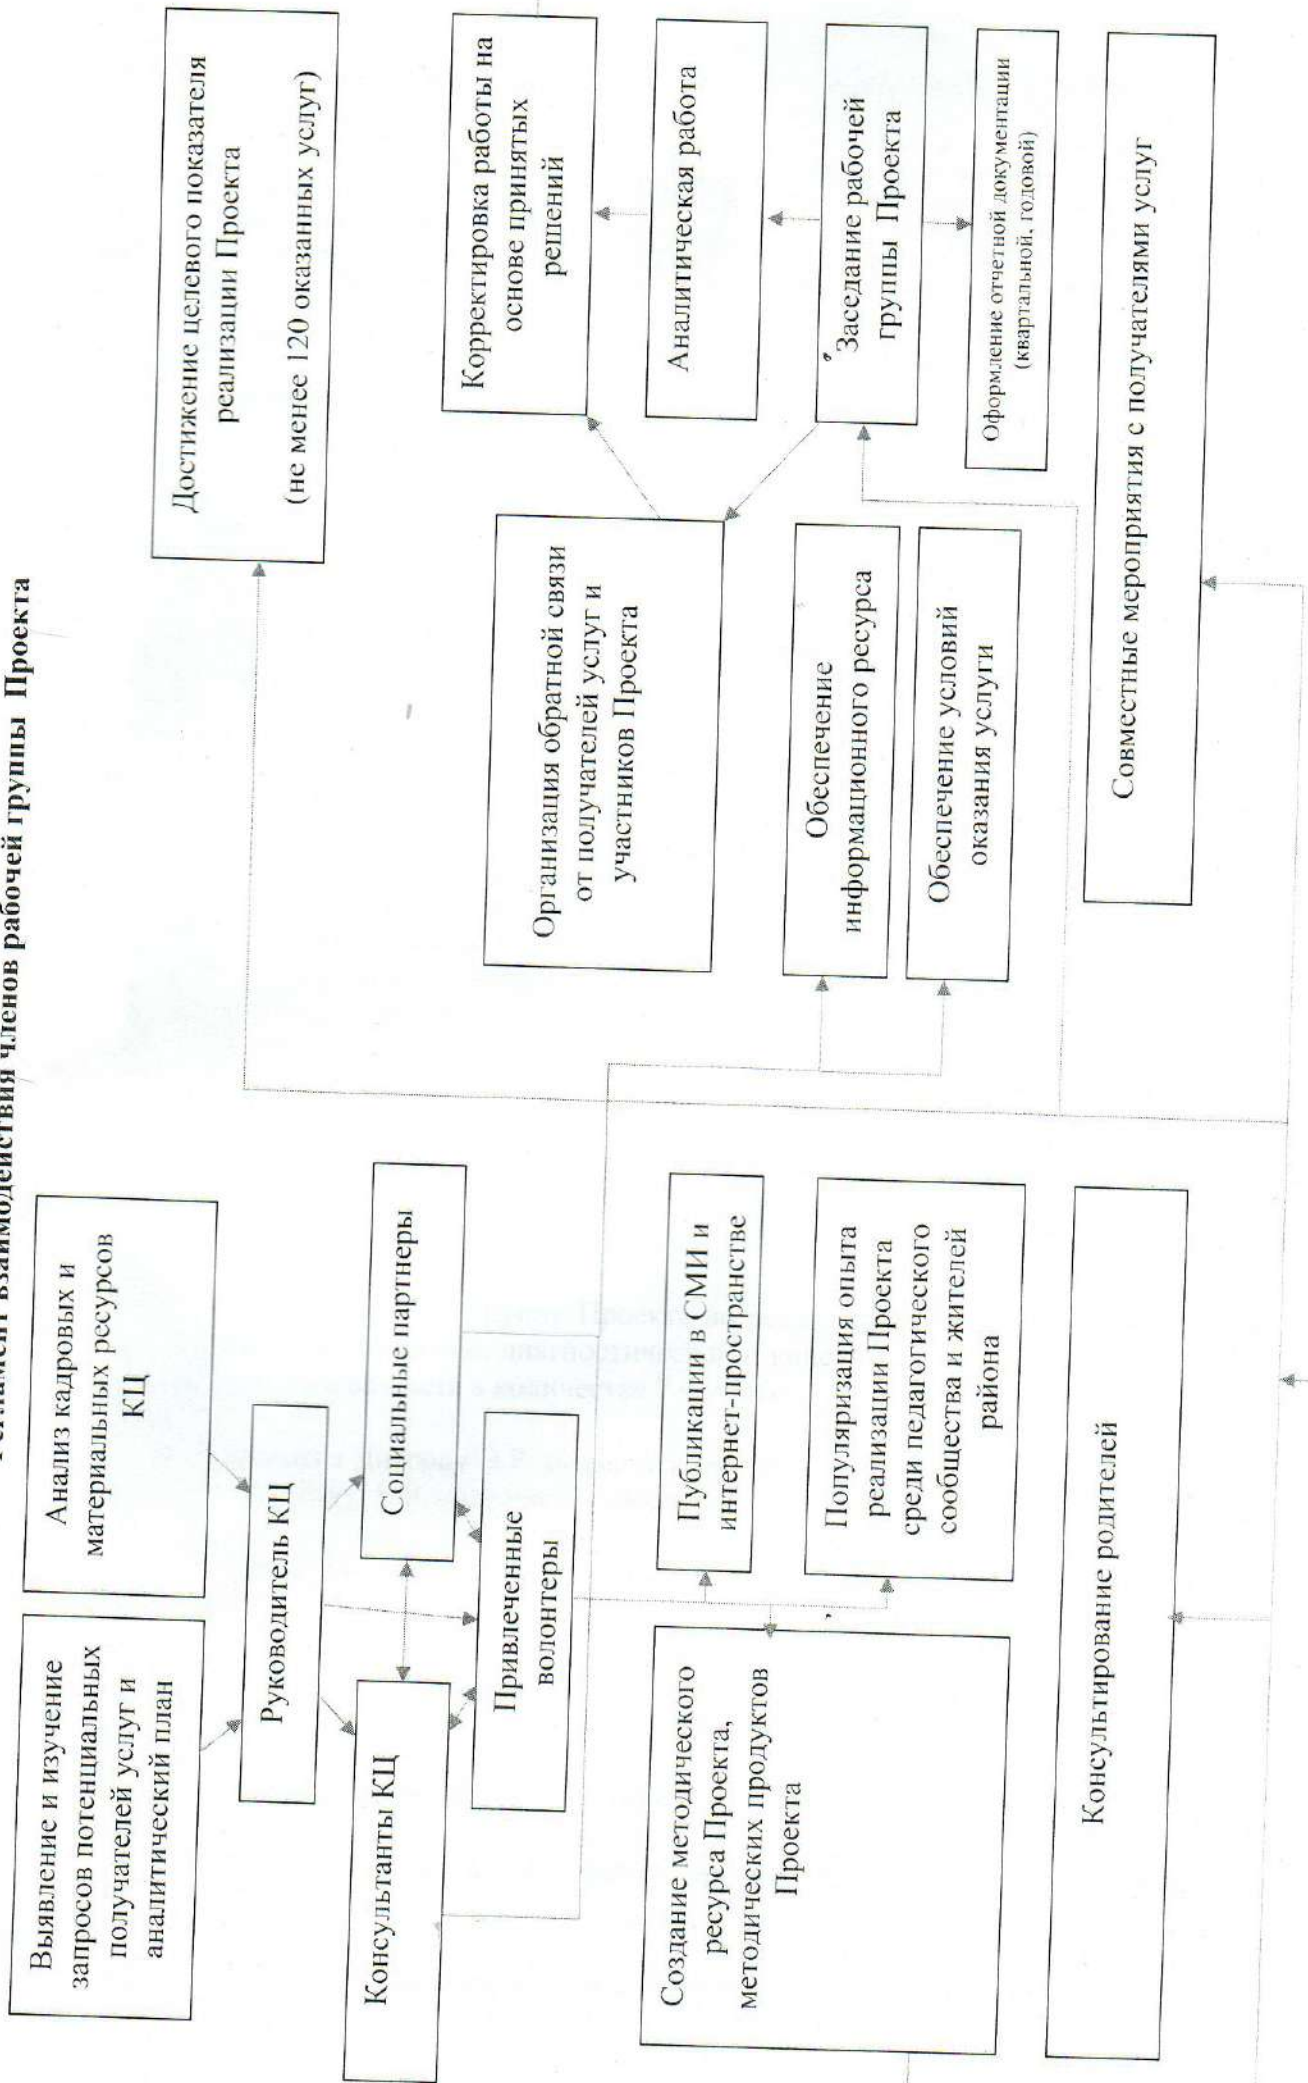 Регламент взаимодействия членов рабочей группы Проекта
Выявление и изучение
запросов потенциальных
получателей услуг и
аналитический план
Анализ кадровых и
материальных ресурсов
КЦ
Достижение целевого показателя
реализации Проекта
(не менее 120 оказанных услуг)
Руководитель КЦ
Консультанты КЦ
Социальные партнеры
Привлеченные
волонтеры
Корректировка работы на
основе принятых
решений
Организация обратной связи
от получателей услуг и
участников Проекта
Аналитическая работа
Создание методического
ресурса Проекта,
методических продуктов
Проекта
Публикации в СМИ и
интернет-пространстве
Популяризация опыта
реализации Проекта
среди педагогического
сообщества и жителей
района
Обеспечение
информационного ресурса
Обеспечение условий
оказания услуги
Заседание рабочей
группы Проекта
Оформление отчетной документации
(квартальной, годовой)
Консультирование родителей
Совместные мероприятия с получателями услуг